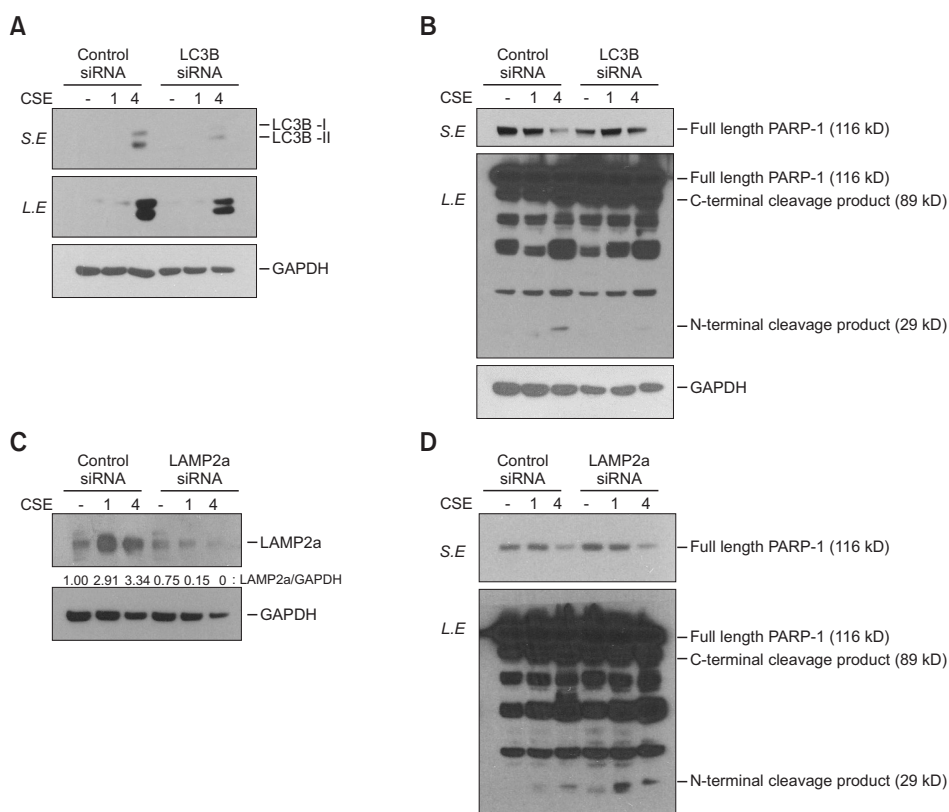 A
Control siRNA
LC3B siRNA
CSE - 1 4 - 1 4
S.E
LC3B -I
LC3B -II
L.E
GAPDH
B
Control siRNA
LC3B siRNA
CSE - 1 4 - 1 4
S.E
Full length PARP-1 (116 kD)
L.E
Full length PARP-1 (116 kD)
C-terminal cleavage product (89 kD)
N-terminal cleavage product (29 kD)
GAPDH
C
Control siRNA
LAMP2a siRNA
CSE - 1 4 - 1 4
LAMP2a
1.00 2.91 3.34 0.75 0.15 0 : LAMP2a/GAPDH
GAPDH
D
Control siRNA
LAMP2a siRNA
CSE - 1 4 - 1 4
S.E
Full length PARP-1 (116 kD)
L.E
Full length PARP-1 (116 kD)
C-terminal cleavage product (89 kD)
N-terminal cleavage product (29 kD)